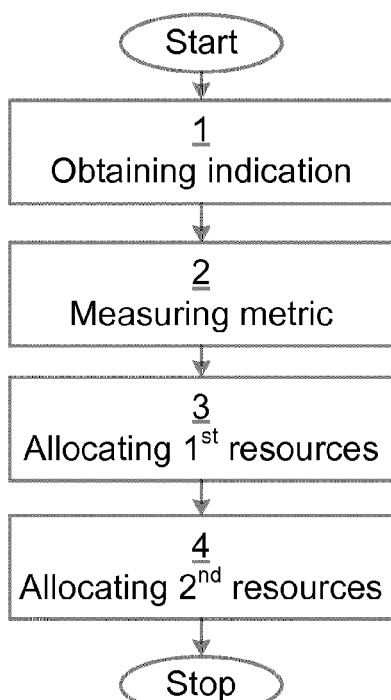 Start
1
Obtaining indication
2
Measuring metric
3
Allocating 1st resources
4
Allocating 2nd resources
Stop